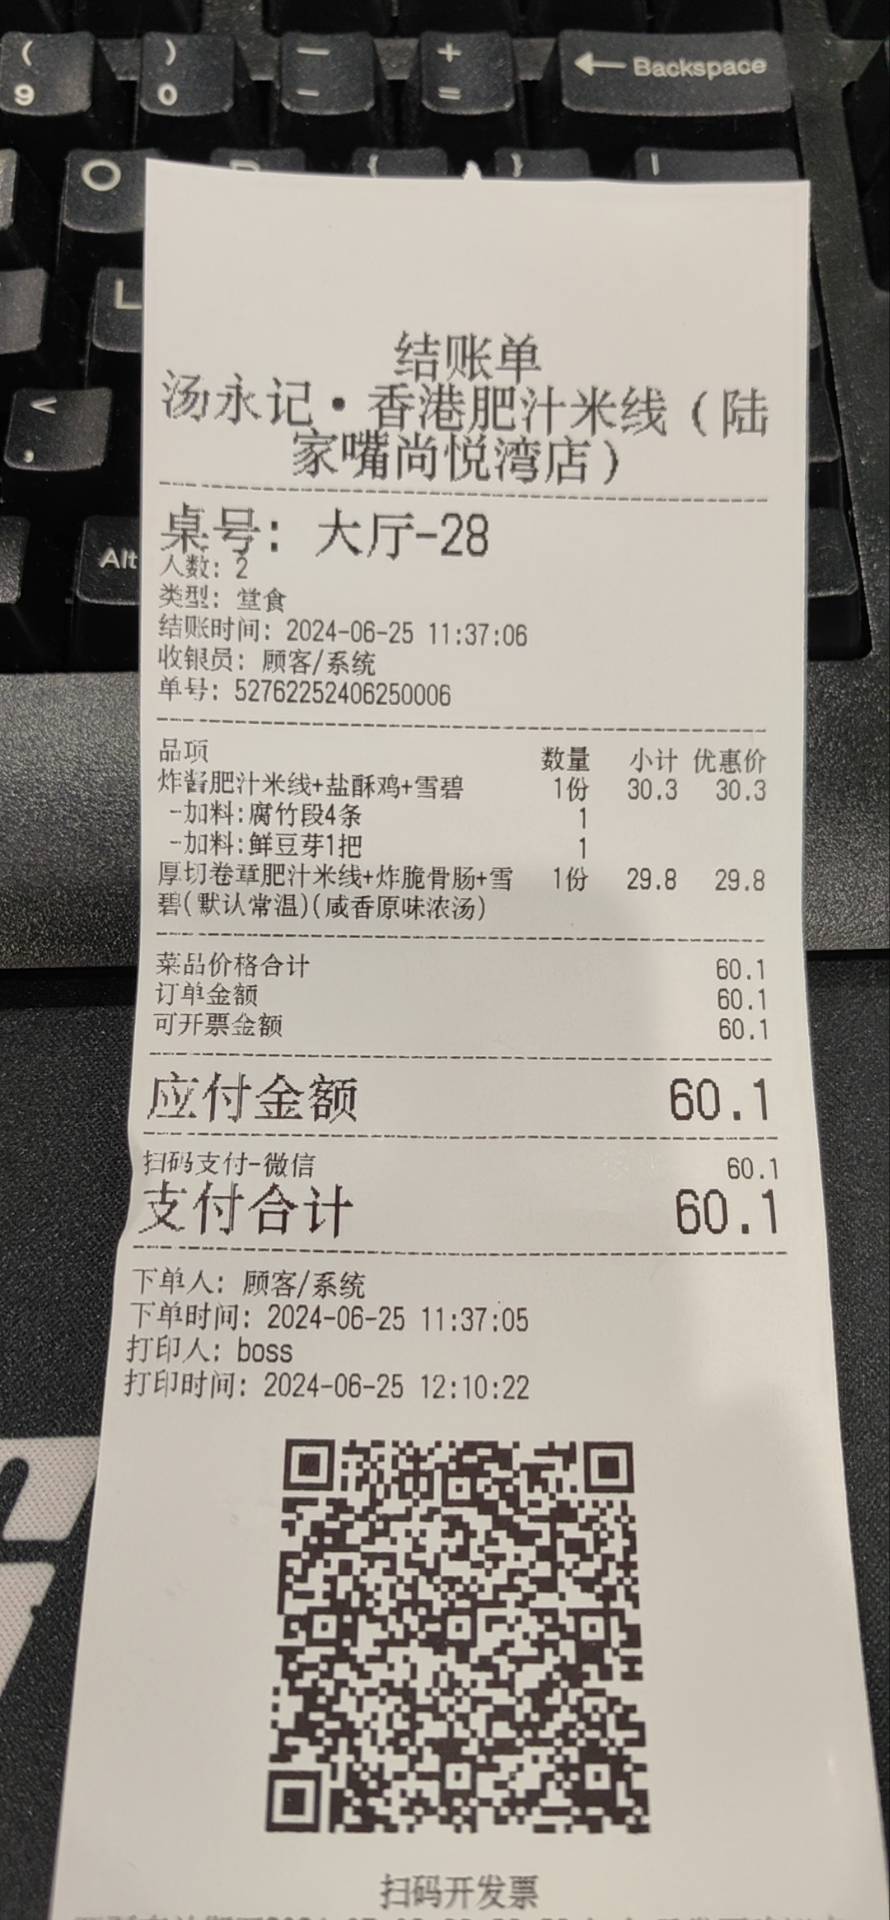 (
9
)
0
—
-
+
=
Backspace
O
{
}
L
<
,
Alt
结账单
汤永记·香港肥汁米线(陆
家嘴尚悦湾店)
桌号: 大厅-28
人数: 2
类型: 堂食
结账时间: 2024-06-25 11:37:06
收银员: 顾客/系统
单号: 52762252406250006
品项 数量 小计 优惠价
炸酱肥汁米线+盐酥鸡+雪碧 1份 30.3 30.3
-加料:腐竹段4条 1
-加料:鲜豆芽1把 1
厚切卷章肥汁米线+炸脆骨肠+雪 1份 29.8 29.8
碧(默认常温)(咸香原味浓汤)
菜品价格合计 60.1
订单金额 60.1
可开票金额 60.1
应付金额 60.1
扫码支付-微信 60.1
支付合计 60.1
下单人: 顾客/系统
下单时间: 2024-06-25 11:37:05
打印人: boss
打印时间: 2024-06-25 12:10:22
扫码开发票